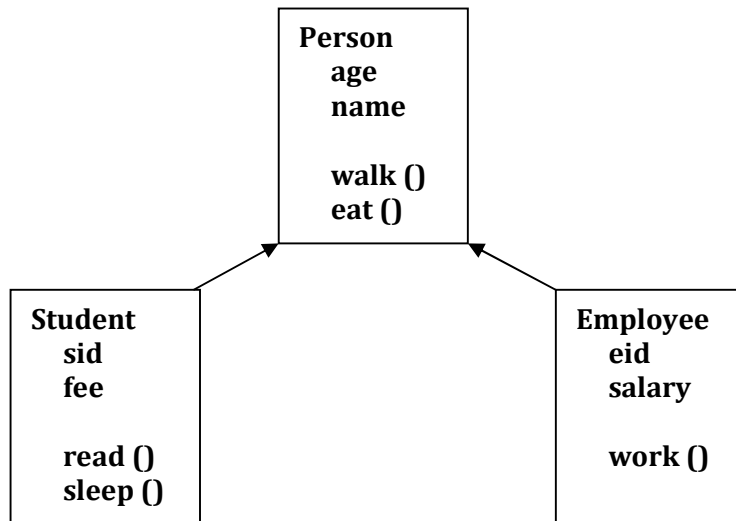 Person
age
name
walk ()
eat ()
Student
sid
fee
read ()
sleep ()
Employee
eid
salary
work ()